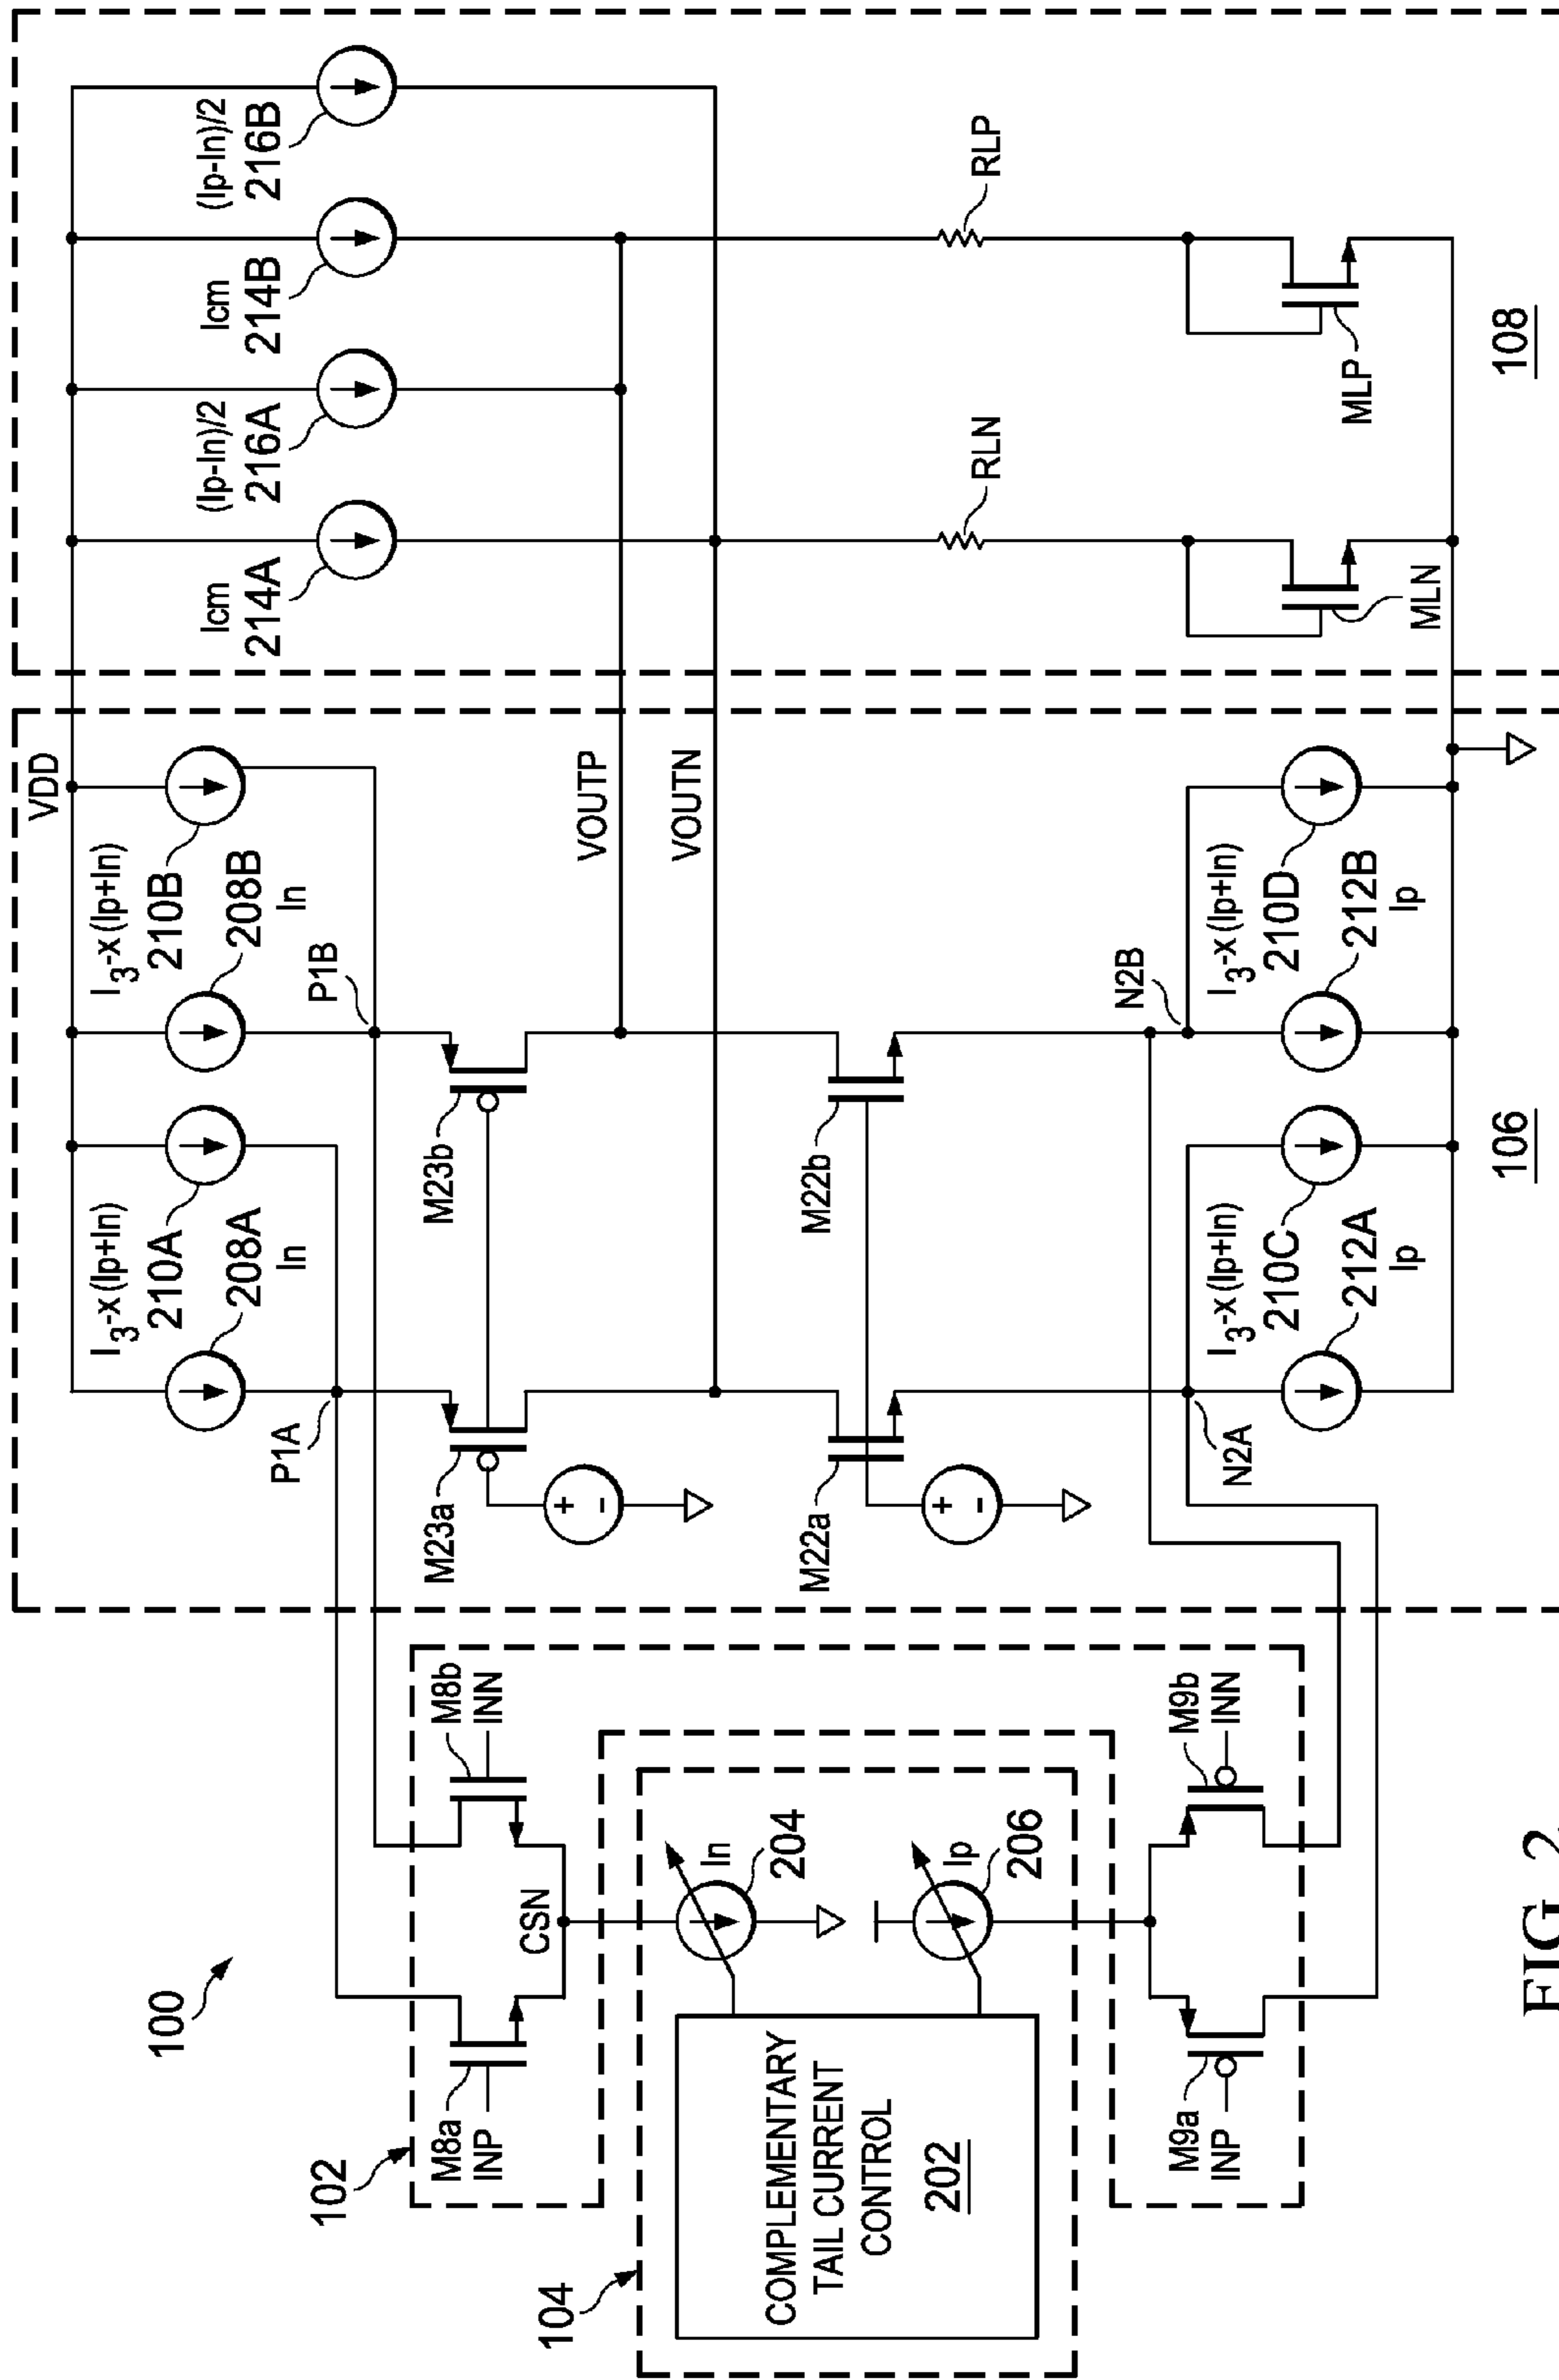 100
102
M8a
INP
M8b
INN
CSN
104
COMPLEMENTARY
TAIL CURRENT
CONTROL
202
In
204
Ip
206
M9a
INP
M9b
INN
VDD
I3-x(Ip+In)
210A
208A
In
I3-x(Ip+In)
210B
208B
In
P1A
P1B
M23a
M23b
+
-
VOUTP
VOUTN
M22a
M22b
+
-
N2A
N2B
I3-x(Ip+In)
210C
212A
Ip
I3-x(Ip+In)
210D
212B
Ip
106
Icm
214A
(Ip-In)/2
216A
Icm
214B
(Ip-In)/2
216B
RLN
RLP
MLN
MLP
108
FIG. 2